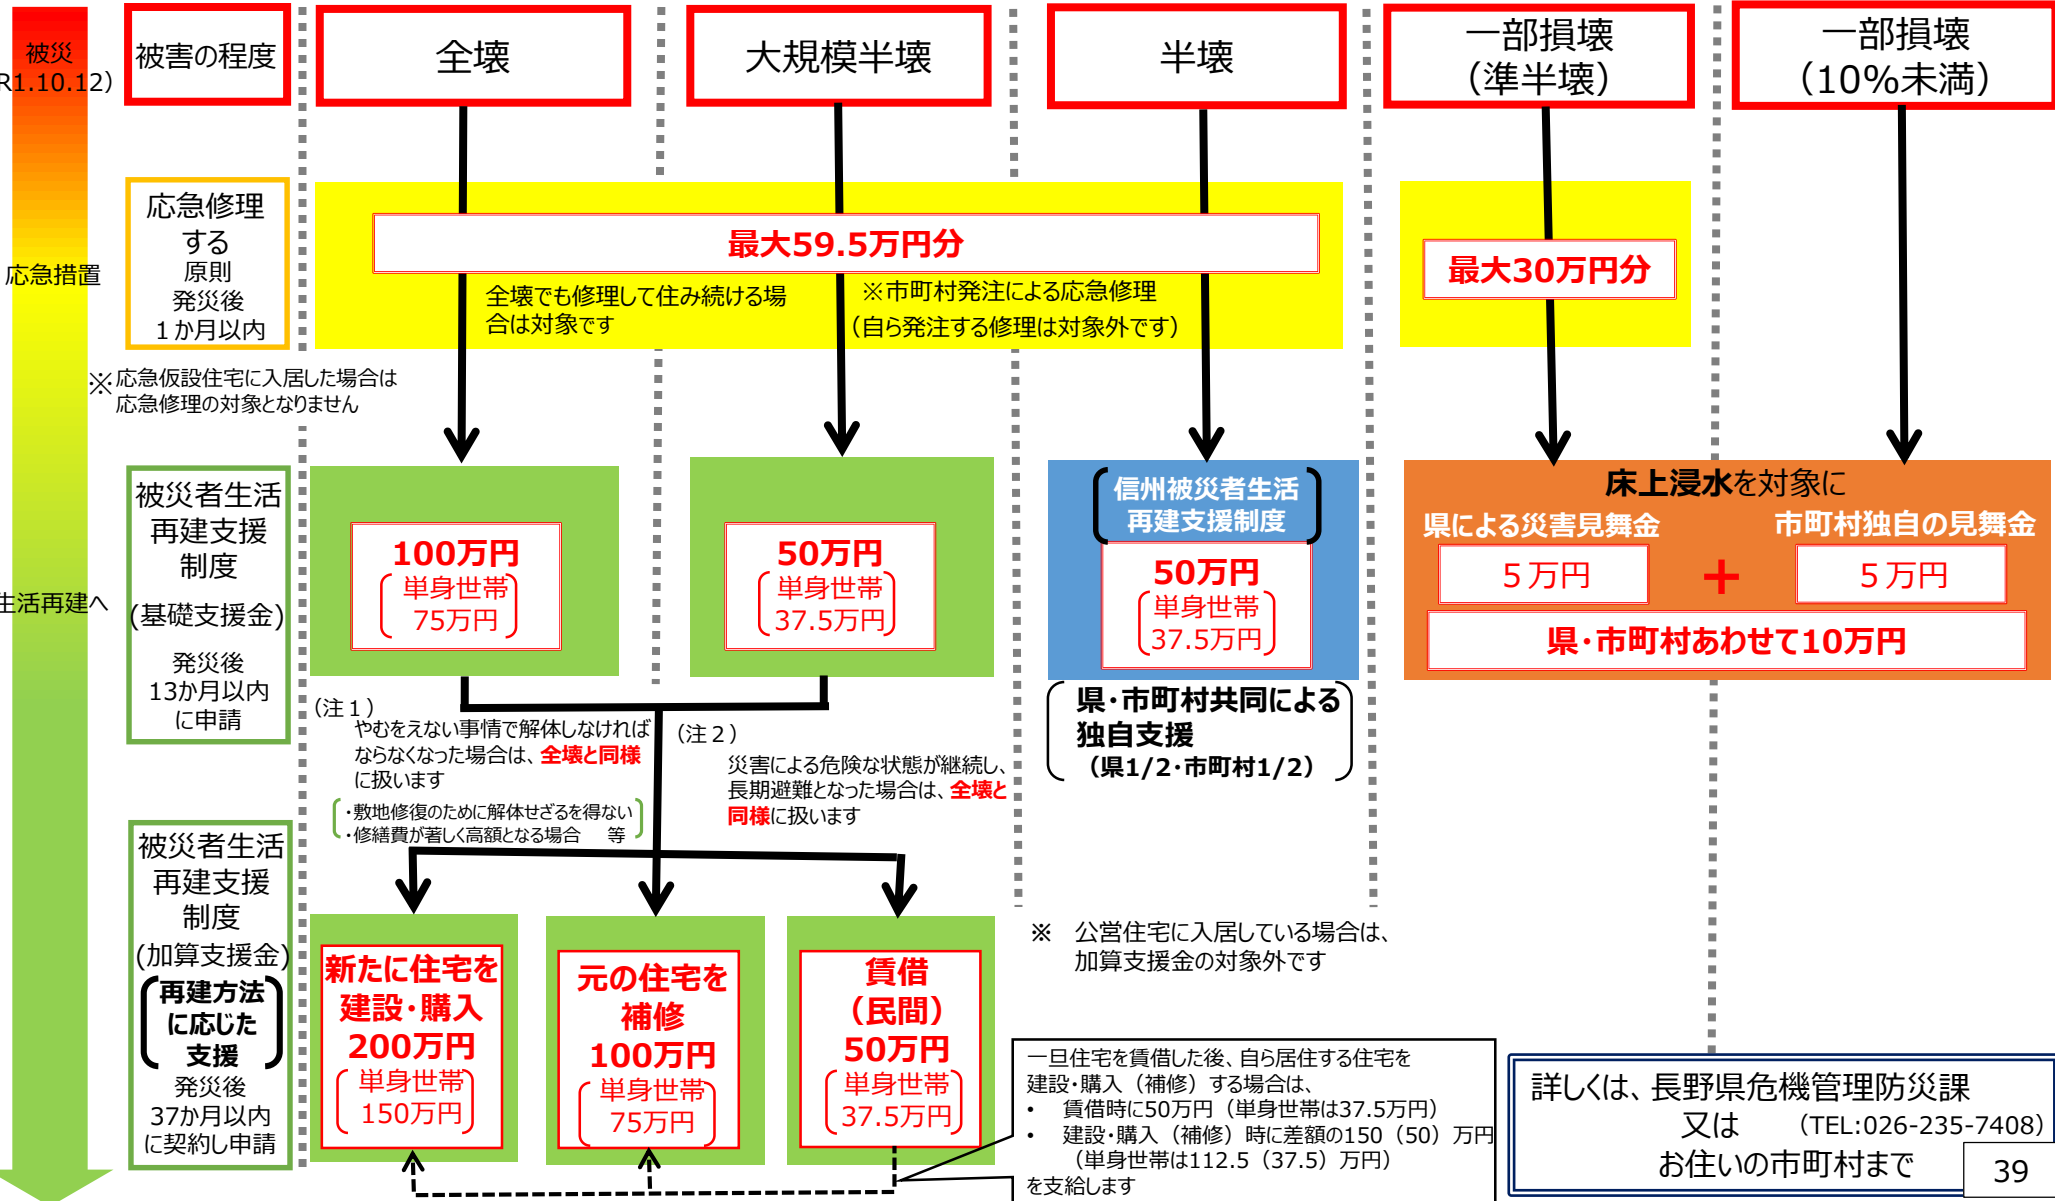 被災
R1.10.12）
被害の程度
全壊
大規模半壊
半壊
一部損壊
（準半壊）
一部損壊
（10%未満）
応急措置
応急修理
する
原則
発災後
１か月以内
最大59.5万円分
全壊でも修理して住み続ける場
合は対象です
※市町村発注による応急修理
（自ら発注する修理は対象外です）
最大30万円分
※応急仮設住宅に入居した場合は
応急修理の対象となりません
生活再建へ
被災者生活
再建支援
制度
(基礎支援金)
発災後
13か月以内
に申請
100万円
単身世帯
75万円
50万円
単身世帯
37.5万円
信州被災者生活
再建支援制度
50万円
単身世帯
37.5万円
県・市町村共同による
独自支援
（県1/2・市町村1/2）
床上浸水を対象に
県による災害見舞金
市町村独自の見舞金
５万円
＋
５万円
県・市町村あわせて10万円
（注１）
やむをえない事情で解体しなければ
ならなくなった場合は、全壊と同様
に扱います
・敷地修復のために解体せざるを得ない
・修繕費が著しく高額となる場合　等
（注２）
災害による危険な状態が継続し、
長期避難となった場合は、全壊と
同様に扱います
被災者生活
再建支援
制度
(加算支援金)
再建方法
に応じた
支援
発災後
37か月以内
に契約し申請
新たに住宅を
建設・購入
200万円
単身世帯
150万円
元の住宅を
補修
100万円
単身世帯
75万円
賃借
（民間）
50万円
単身世帯
37.5万円
※　公営住宅に入居している場合は、
加算支援金の対象外です
一旦住宅を賃借した後、自ら居住する住宅を
建設・購入（補修）する場合は、
•　賃借時に50万円（単身世帯は37.5万円）
•　建設・購入（補修）時に差額の150（50）万円
（単身世帯は112.5（37.5）万円）
を支給します
詳しくは、長野県危機管理防災課
又は　（TEL:026-235-7408）
お住いの市町村まで
39